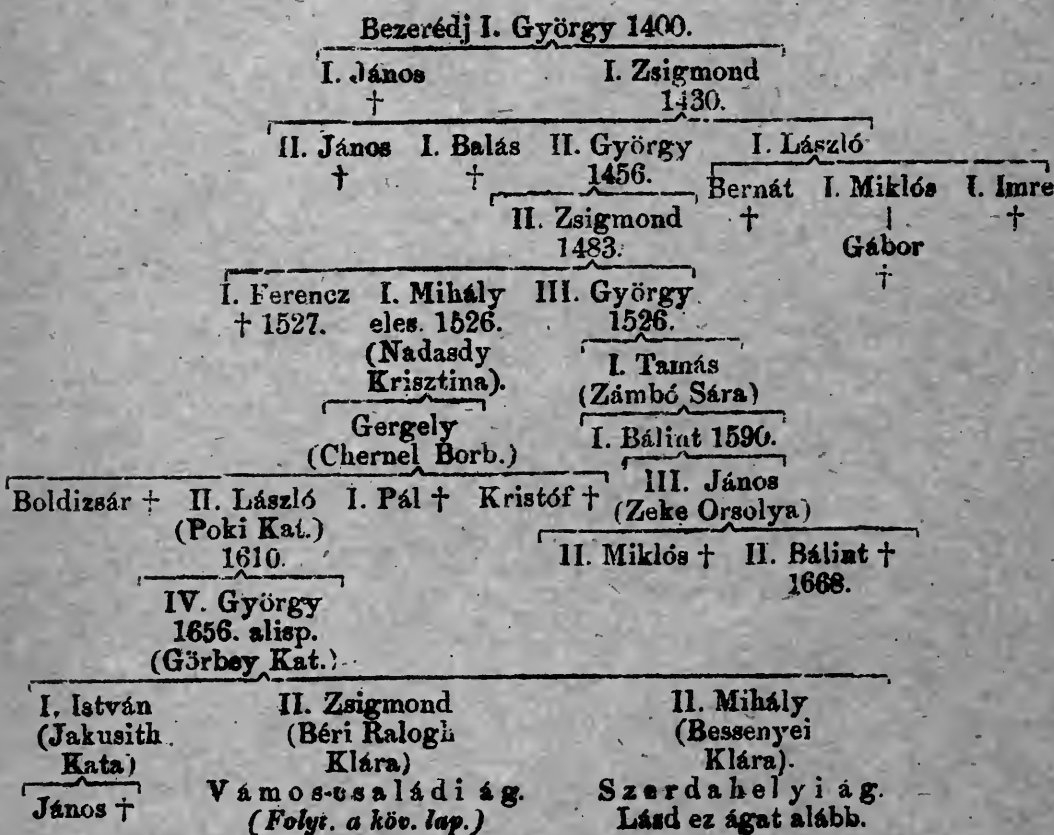 Bezerédj I. György 1400.
I. János I. Zsigmond
† 1430.
II. János I. Balás II. György I. László
† † 1456. Bernát I. Miklós I. Imre
II. Zsigmond † | †
1483. Gábor
†
I. Ferencz I. Mihály III. György
† 1527. eles. 1526. 1526.
(Nadasdy I. Tamás
Krisztina). (Zámbó Sára)
Gergely I. Bálint 1590.
(Chernel Borb.)
Boldizsár † II. László I. Pál † Kristóf † III. János
(Poki Kat.) (Zeke Orsolya)
1610. II. Miklós † II. Bálint †
1668.
IV. György
1656. alisp.
(Görbey Kat.)
I. István II. Zsigmond II. Mihály
(Jakusith (Béri Balogh (Bessenyei
Kata) Klára) Klára).
János † Vámos-családi ág. Szerdahelyi ág.
(Folyt. a köv. lap.) Lásd ez ágat alább.